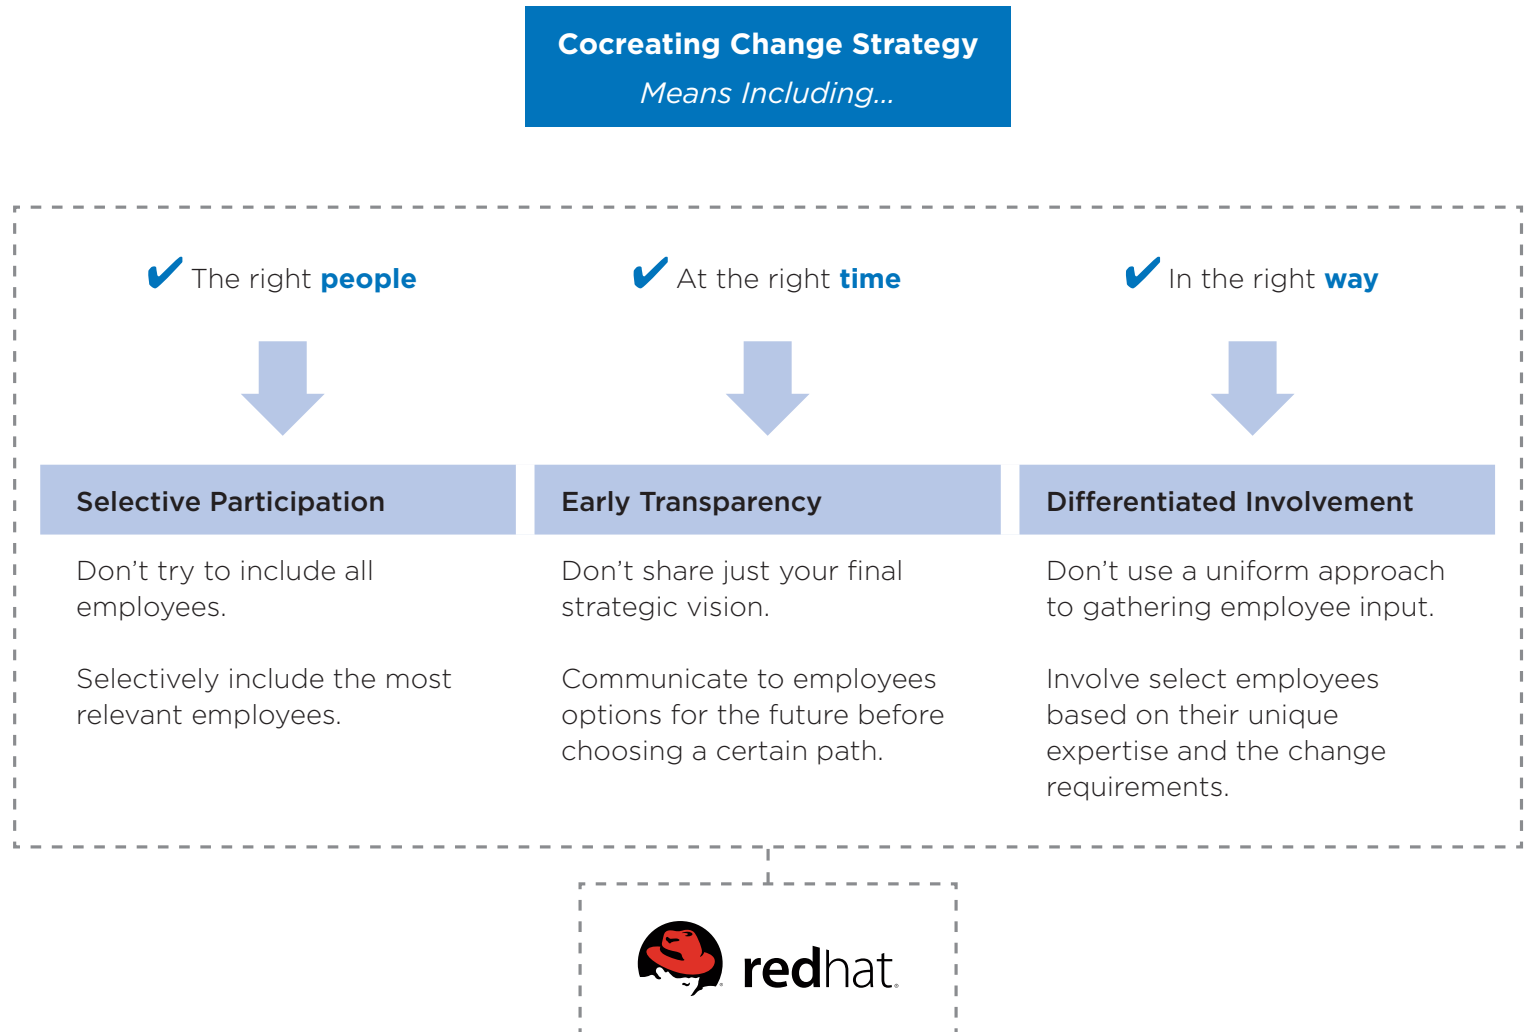 Cocreating Change Strategy
Means Including...
✔ The right people
✔ At the right time
✔ In the right way
Selective Participation
Don’t try to include all
employees.
Selectively include the most
relevant employees.
Early Transparency
Don’t share just your final
strategic vision.
Communicate to employees
options for the future before
choosing a certain path.
Differentiated Involvement
Don’t use a uniform approach
to gathering employee input.
Involve select employees
based on their unique
expertise and the change
requirements.
redhat.